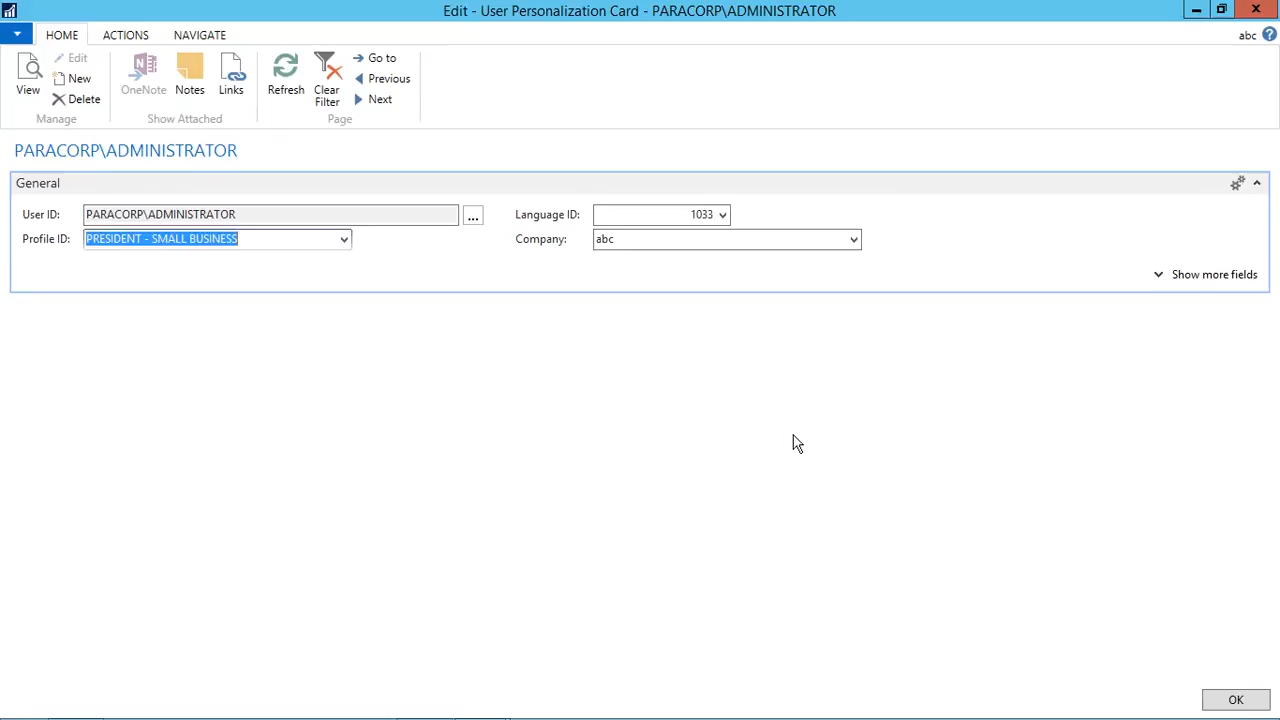 Edit - User Personalization Card - PARACORP\ADMINISTRATOR
HOME ACTIONS NAVIGATE abc ?
View Edit New Delete OneNote Notes Links Refresh Clear Filter Go to Previous Next
Manage Show Attached Page
PARACORP\ADMINISTRATOR
General
User ID: PARACORP\ADMINISTRATOR ... Language ID: 1033
Profile ID: PRESIDENT - SMALL BUSINESS Company: abc
Show more fields
OK